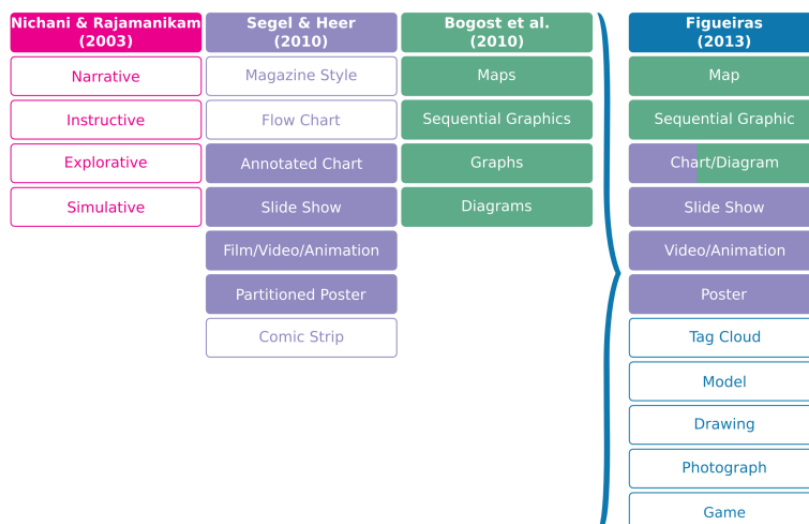 Nichani & Rajamanikam
(2003)
Narrative
Instructive
Explorative
Simulative
Segel & Heer
(2010)
Magazine Style
Flow Chart
Annotated Chart
Slide Show
Film/Video/Animation
Partitioned Poster
Comic Strip
Bogost et al.
(2010)
Maps
Sequential Graphics
Graphs
Diagrams
Figueiras
(2013)
Map
Sequential Graphic
Chart/Diagram
Slide Show
Video/Animation
Poster
Tag Cloud
Model
Drawing
Photograph
Game